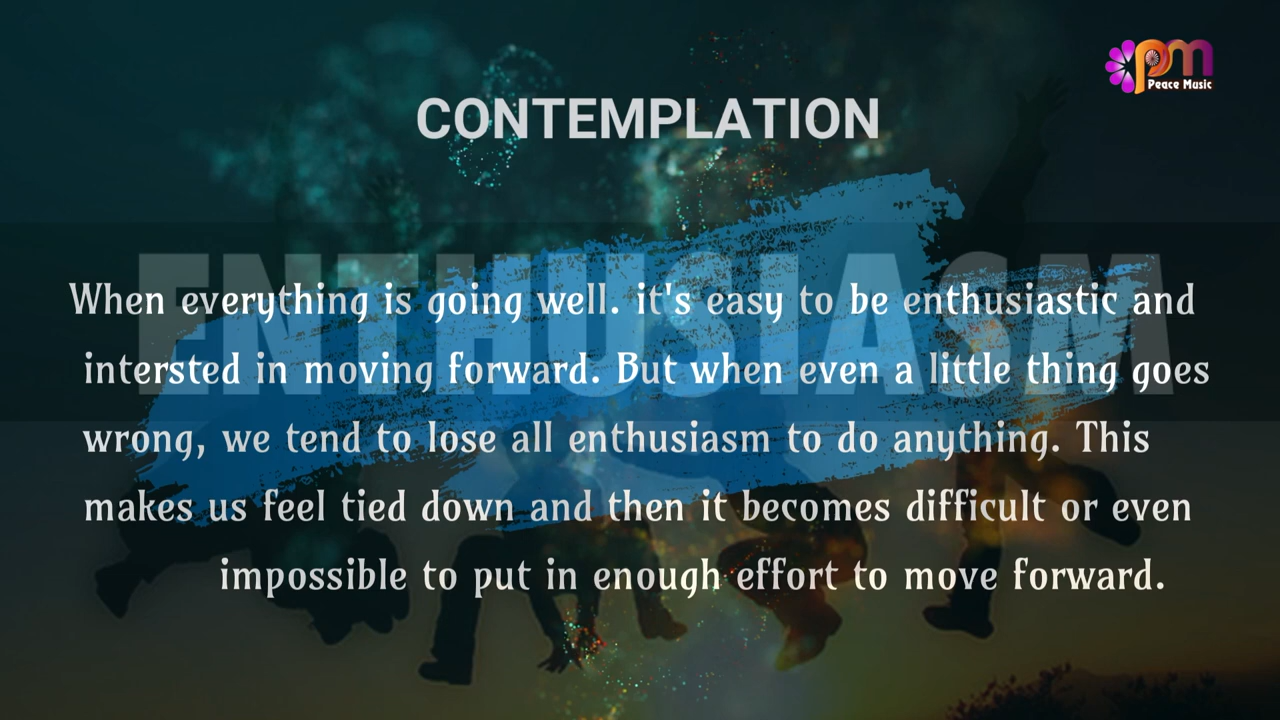 pm
Peace Music
CONTEMPLATION
ENTHUSIASM
When everything is going well. it's easy to be enthusiastic and
intersted in moving forward. But when even a little thing goes
wrong, we tend to lose all enthusiasm to do anything. This
makes us feel tied down and then it becomes difficult or even
impossible to put in enough effort to move forward.